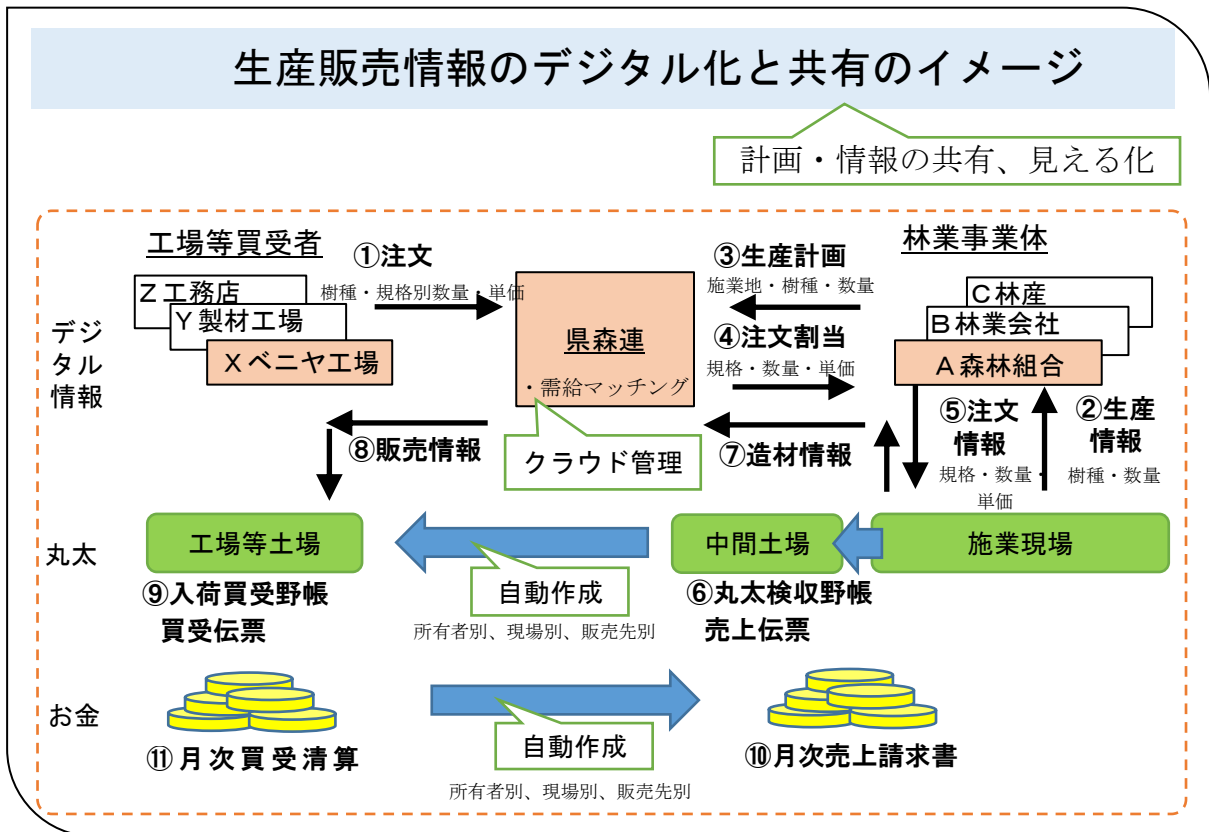 生産販売情報のデジタル化と共有のイメージ
計画・情報の共有、見える化
工場等買受者
林業事業体
①注文
樹種・規格別数量・単価
③生産計画
施業地・樹種・数量
Ｚ工務店
Ｙ製材工場
Ｘベニヤ工場
県森連
・需給マッチング
④注文割当
規格・数量・単価
Ｃ林産
Ｂ林業会社
Ａ森林組合
デジ
タル
情報
⑧販売情報
クラウド管理
⑦造材情報
⑤注文
情報
規格・数量・
単価
②生産
情報
樹種・数量
丸太
工場等土場
中間土場
施業現場
⑨入荷買受野帳
買受伝票
自動作成
所有者別、現場別、販売先別
⑥丸太検収野帳
売上伝票
お金
⑪月次買受清算
自動作成
所有者別、現場別、販売先別
⑩月次売上請求書